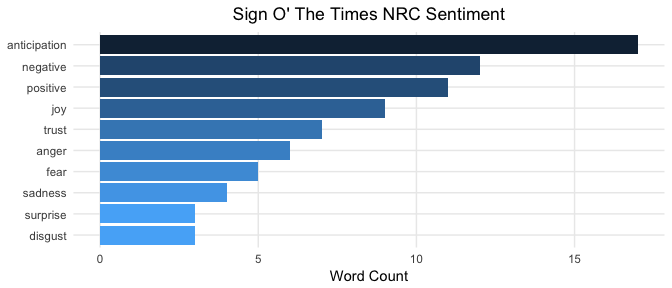 Sign O' The Times NRC Sentiment
anticipation
negative
positive
joy
trust
anger
fear
sadness
surprise
disgust
0 5 10 15
Word Count